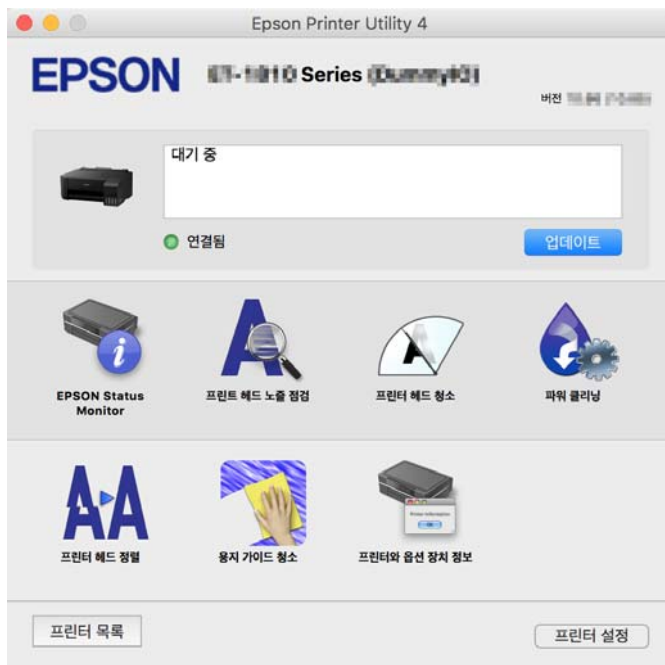 Epson Printer Utility 4
EPSON
Series
버전
대기 중
연결됨
업데이트
EPSON Status
Monitor
프린트 헤드 노즐 점검
프린터 헤드 청소
파워 클리닝
프린터 헤드 정렬
용지 가이드 청소
프린터와 옵션 장치 정보
프린터 목록
프린터 설정